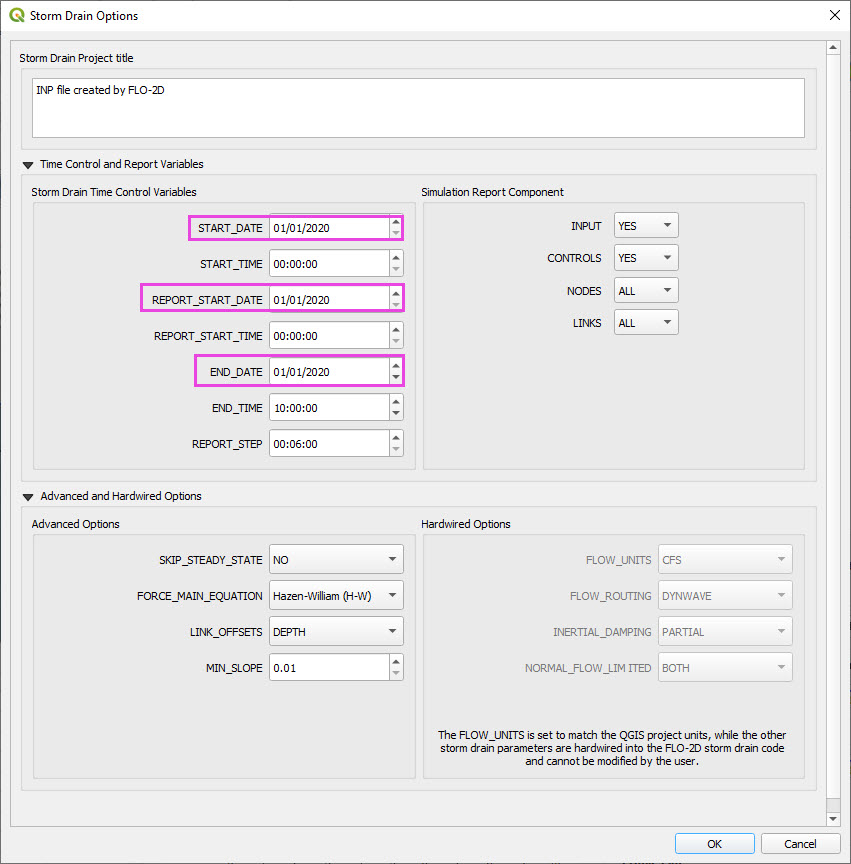 Storm Drain Options
Storm Drain Project title
INP file created by FLO-2D
Time Control and Report Variables
Storm Drain Time Control Variables
START_DATE 01/01/2020
START_TIME 00:00:00
REPORT_START_DATE 01/01/2020
REPORT_START_TIME 00:00:00
END_DATE 01/01/2020
END_TIME 10:00:00
REPORT_STEP 00:06:00
Simulation Report Component
INPUT YES
CONTROLS YES
NODES ALL
LINKS ALL
Advanced and Hardwired Options
Advanced Options
SKIP_STEADY_STATE NO
FORCE_MAIN_EQUATION Hazen-William (H-W)
LINK_OFFSETS DEPTH
MIN_SLOPE 0.01
Hardwired Options
FLOW_UNITS CFS
FLOW_ROUTING DYNWAVE
INERTIAL_DAMPING PARTIAL
NORMAL_FLOW_LIM ITED BOTH
The FLOW_UNITS is set to match the QGIS project units, while the other
storm drain parameters are hardwired into the FLO-2D storm drain code
and cannot be modified by the user.
OK Cancel